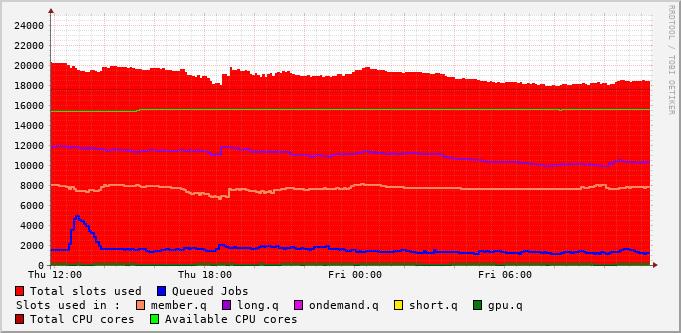 RRDTOOL / TOBI OETIKER
24000
22000
20000
18000
16000
14000
12000
10000
8000
6000
4000
2000
0
Thu 12:00 Thu 18:00 Fri 00:00 Fri 06:00
Total slots used Queued Jobs
Slots used in : member.q long.q ondemand.q short.q gpu.q
Total CPU cores Available CPU cores